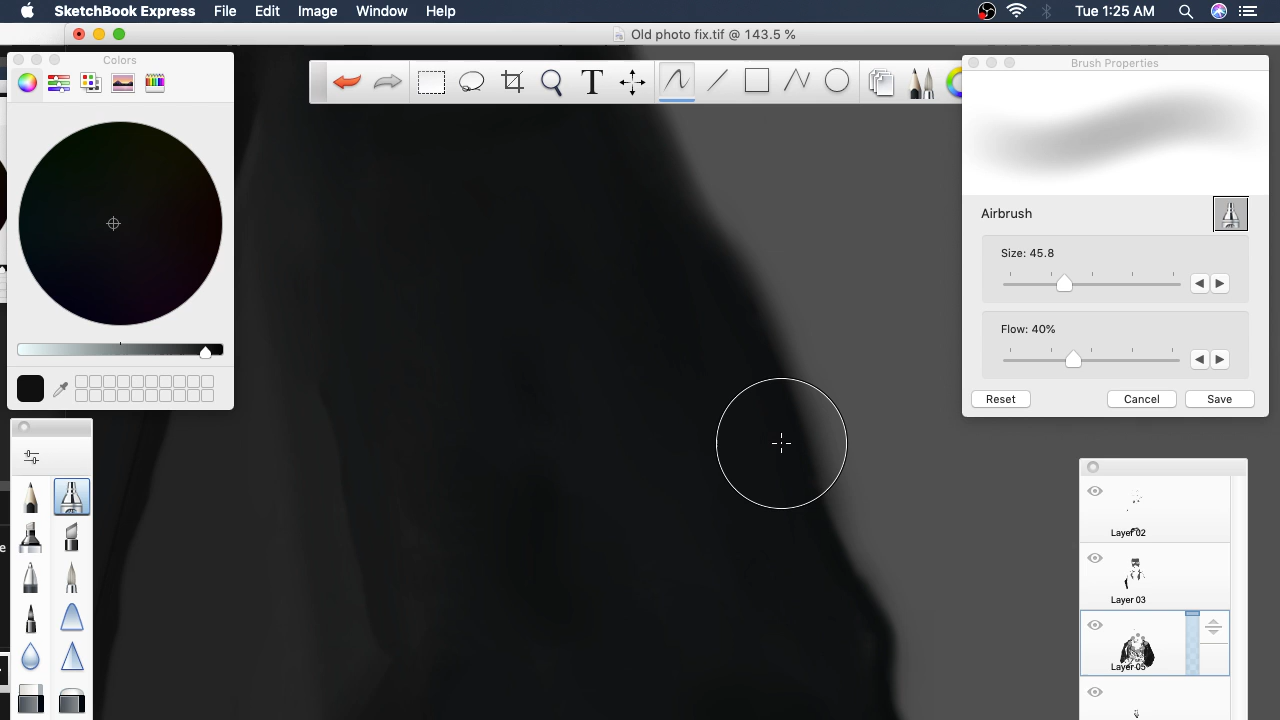 SketchBook Express File Edit Image Window Help Tue 1:25 AM
Old photo fix.tif @ 143.5 %
Colors
T
Brush Properties
Airbrush
Size: 45.8
Flow: 40%
Reset Cancel Save
Layer 02
Layer 03
Layer 05